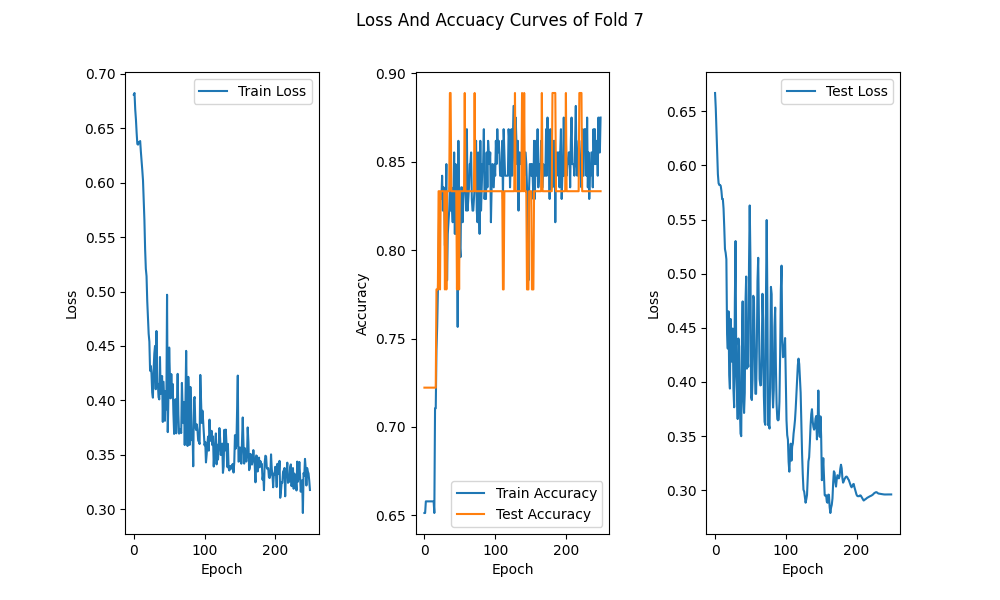 Loss And Accuacy Curves of Fold 7
0.70
0.65
0.60
0.55
0.50
0.45
0.40
0.35
0.30
Loss
0
100
200
Epoch
Train Loss
0.90
0.85
0.80
0.75
0.70
0.65
Accuracy
0
100
200
Epoch
Train Accuracy
Test Accuracy
0.65
0.60
0.55
0.50
0.45
0.40
0.35
0.30
Loss
0
100
200
Epoch
Test Loss